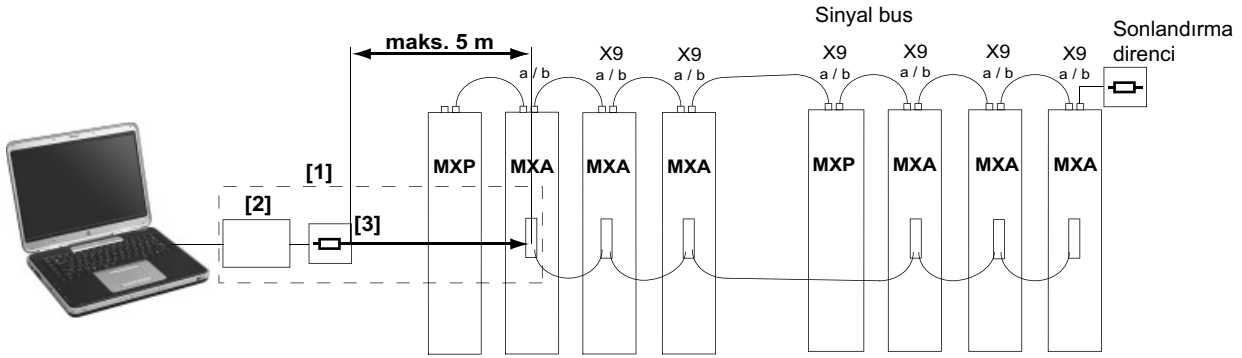 Sinyal bus
Sonlandırma
direnci
maks. 5 m
a / b
X9
a / b
X9
a / b
X9
a / b
X9
a / b
X9
a / b
X9
a / b
MXP
MXA
MXA
MXA
MXP
MXA
MXA
MXA
[1]
[2]
[3]